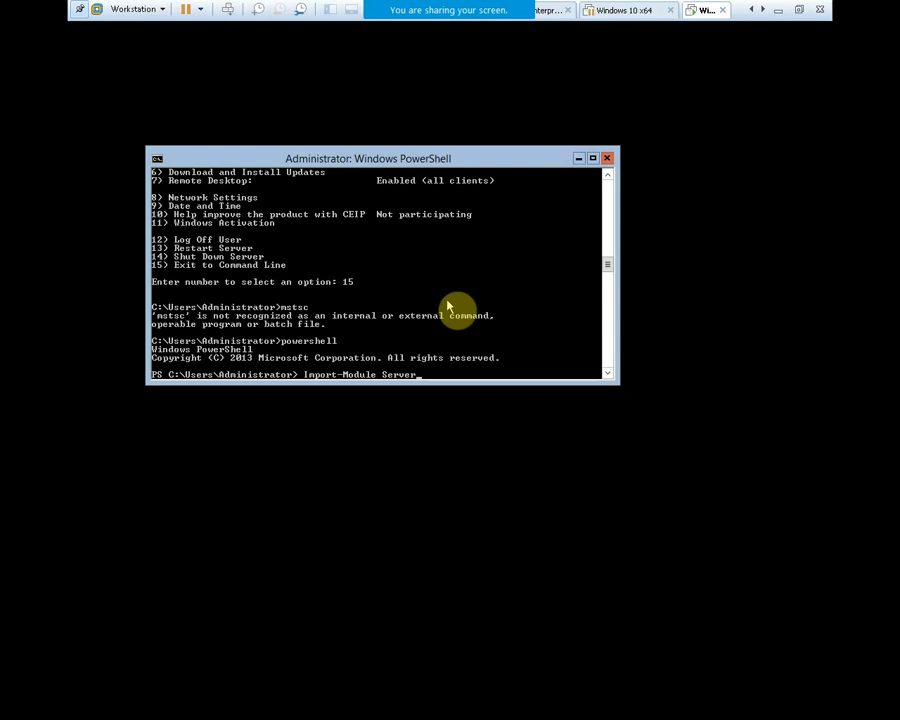 Workstation
You are sharing your screen.
nterpr...
Windows 10 x64
Wi...
Administrator: Windows PowerShell
6) Download and Install Updates
7) Remote Desktop: Enabled (all clients)
8) Network Settings
9) Date and Time
10) Help improve the product with CEIP Not participating
11) Windows Activation
12) Log Off User
13) Restart Server
14) Shut Down Server
15) Exit to Command Line
Enter number to select an option: 15
C:\Users\Administrator>mstsc
'mstsc' is not recognized as an internal or external command,
operable program or batch file.
C:\Users\Administrator>powershell
Windows PowerShell
Copyright (C) 2013 Microsoft Corporation. All rights reserved.
PS C:\Users\Administrator> Import-Module Server_